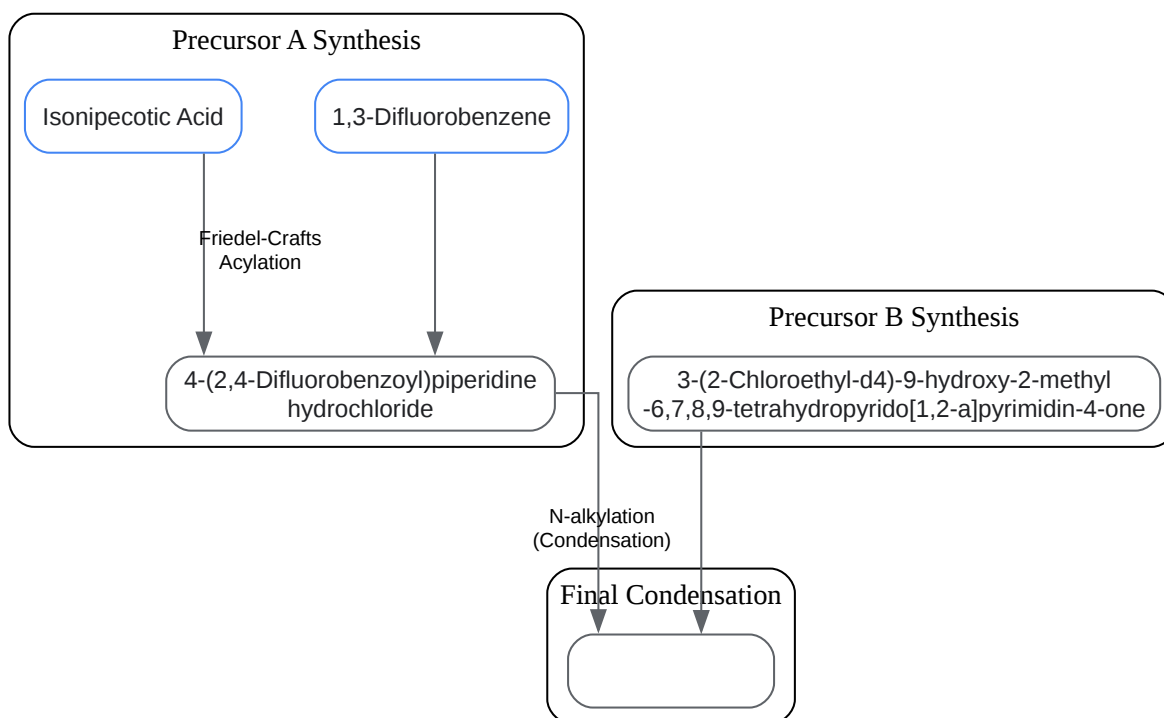 Precursor A Synthesis
Isonipecotic Acid
1,3-Difluorobenzene
Friedel-Crafts
Acylation
4-(2,4-Difluorobenzoyl)piperidine
hydrochloride
Precursor B Synthesis
3-(2-Chloroethyl-d4)-9-hydroxy-2-methyl
-6,7,8,9-tetrahydropyrido[1,2-a]pyrimidin-4-one
N-alkylation
(Condensation)
Final Condensation